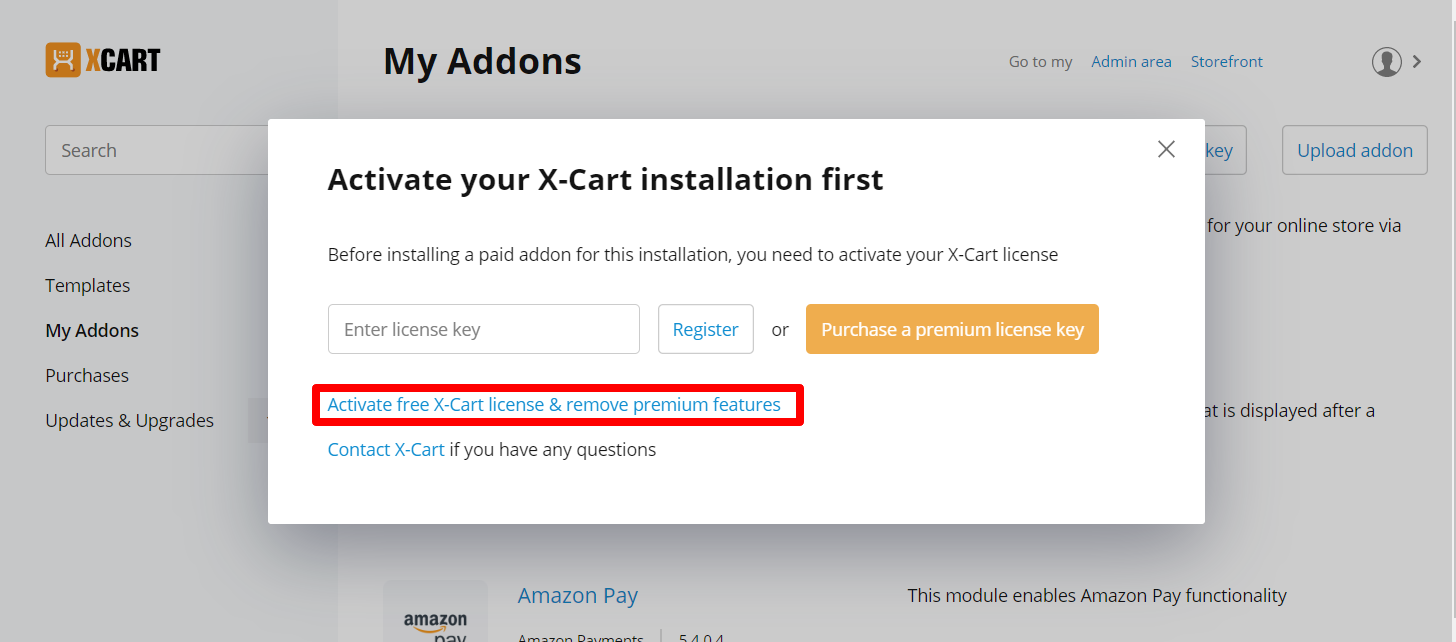 XCART
My Addons
Go to my Admin area Storefront
Search
key
Upload addon
Activate your X-Cart installation first
for your online store via
Before installing a paid addon for this installation, you need to activate your X-Cart license
All Addons
Templates
My Addons
Purchases
Updates & Upgrades
Enter license key
Register
or
Purchase a premium license key
Activate free X-Cart license & remove premium features
at is displayed after a
Contact X-Cart if you have any questions
amazon
pay
Amazon Pay
This module enables Amazon Pay functionality
Amazon Payments 5.4.0.4